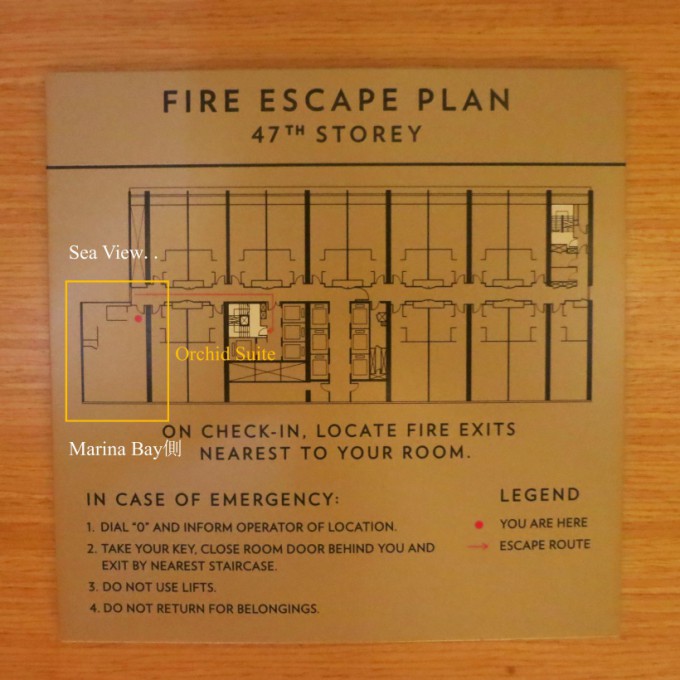 FIRE ESCAPE PLAN
47TH STOREY
Sea View. .
Orchid Suite
Marina Bay側
ON CHECK-IN, LOCATE FIRE EXITS
NEAREST TO YOUR ROOM.
IN CASE OF EMERGENCY:
1. DIAL "0" AND INFORM OPERATOR OF LOCATION.
2. TAKE YOUR KEY, CLOSE ROOM DOOR BEHIND YOU AND
EXIT BY NEAREST STAIRCASE.
3. DO NOT USE LIFTS.
4. DO NOT RETURN FOR BELONGINGS.
LEGEND
YOU ARE HERE
ESCAPE ROUTE